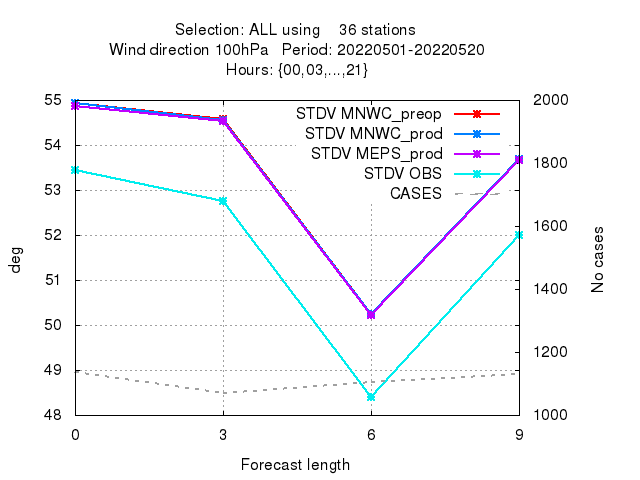 Selection: ALL using 36 stations
Wind direction 100hPa Period: 20220501-20220520
Hours: {00,03,...,21}
55
54
53
52
51
50
49
48
deg
STDV MNWC_preop
STDV MNWC_prod
STDV MEPS_prod
STDV OBS
CASES
2000
1800
1600
1400
1200
1000
No cases
0 3 6 9
Forecast length